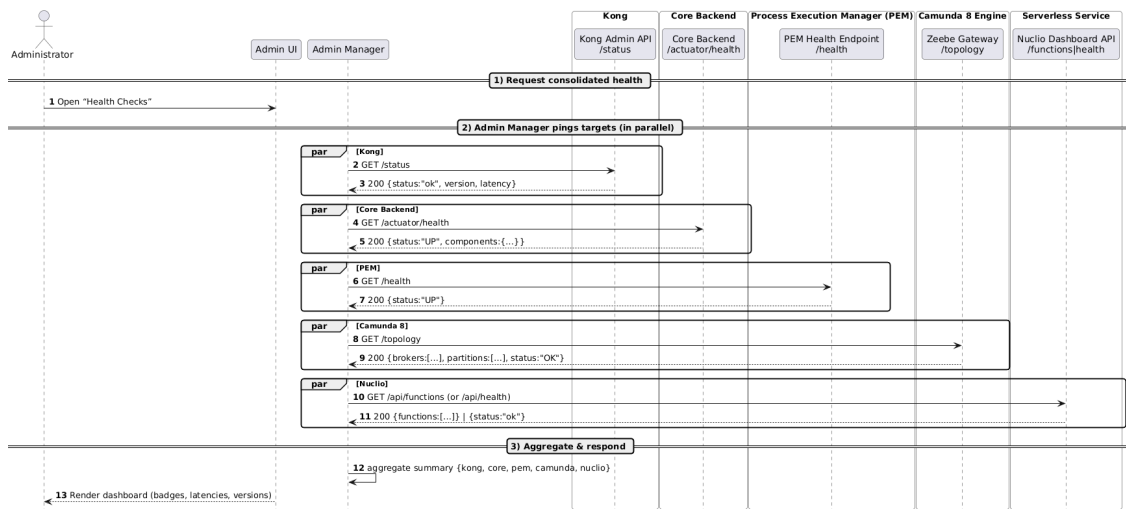 Kong
Core Backend
Process Execution Manager (PEM)
Camunda 8 Engine
Serverless Service
Administrator
Admin UI
Admin Manager
Kong Admin API
/status
Core Backend
/actuator/health
PEM Health Endpoint
/health
Zeebe Gateway
/topology
Nuclio Dashboard API
/functions|health
1) Request consolidated health
1 Open “Health Checks”
2) Admin Manager pings targets (in parallel)
par [Kong]
2 GET /status
3 200 {status:"ok", version, latency}
par [Core Backend]
4 GET /actuator/health
5 200 {status:"UP", components:{...}}
par [PEM]
6 GET /health
7 200 {status:"UP"}
par [Camunda 8]
8 GET /topology
9 200 {brokers:[...], partitions:[...], status:"OK"}
par [Nuclio]
10 GET /api/functions (or /api/health)
11 200 {functions:[...]} | {status:"ok"}
3) Aggregate & respond
12 aggregate summary {kong, core, pem, camunda, nuclio}
13 Render dashboard (badges, latencies, versions)